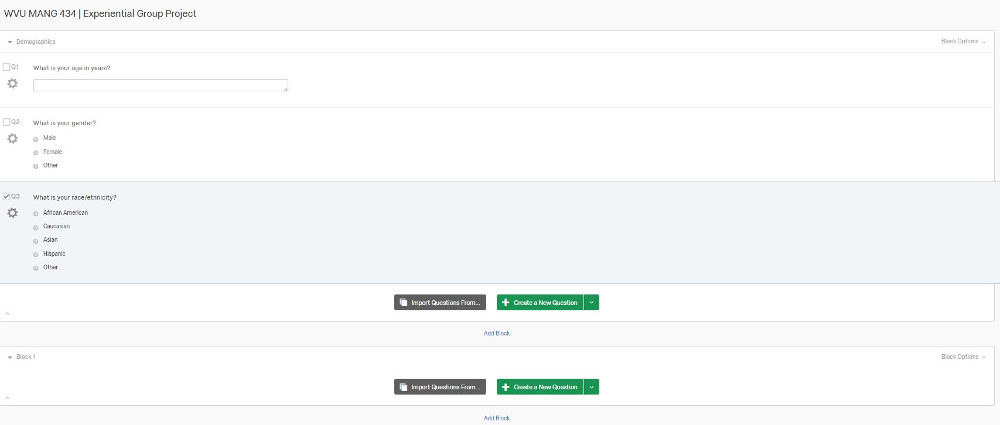 WVU MANG 434 | Experiential Group Project
Demographics
Block Options
Q1
What is your age in years?
Q2
What is your gender?
Male
Female
Other
Q3
What is your race/ethnicity?
African American
Caucasian
Asian
Hispanic
Other
Import Questions From...
Create a New Question
Add Block
Block 1
Block Options
Import Questions From...
Create a New Question
Add Block